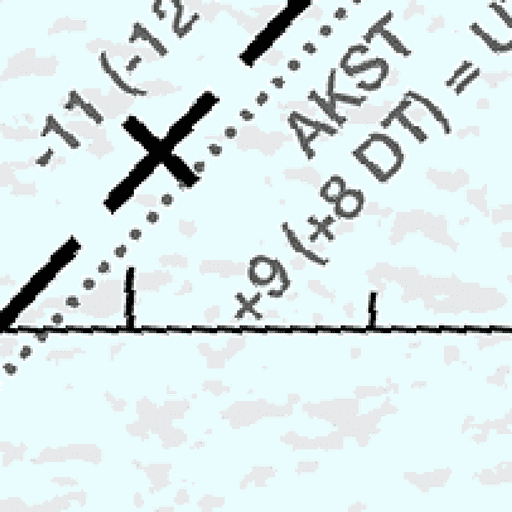 -11 (-12
AKST
+9 (+8 DT) = U